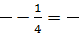 − − 1/4 = −